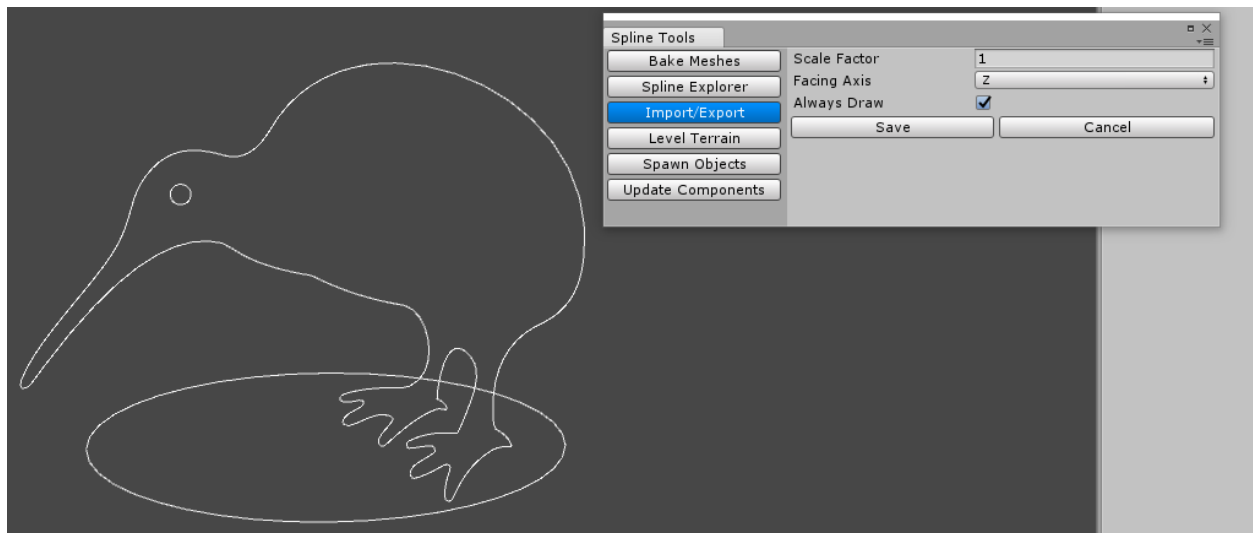 Spline Tools
Bake Meshes
Spline Explorer
Import/Export
Level Terrain
Spawn Objects
Update Components
Scale Factor 1
Facing Axis Z
Always Draw
Save Cancel